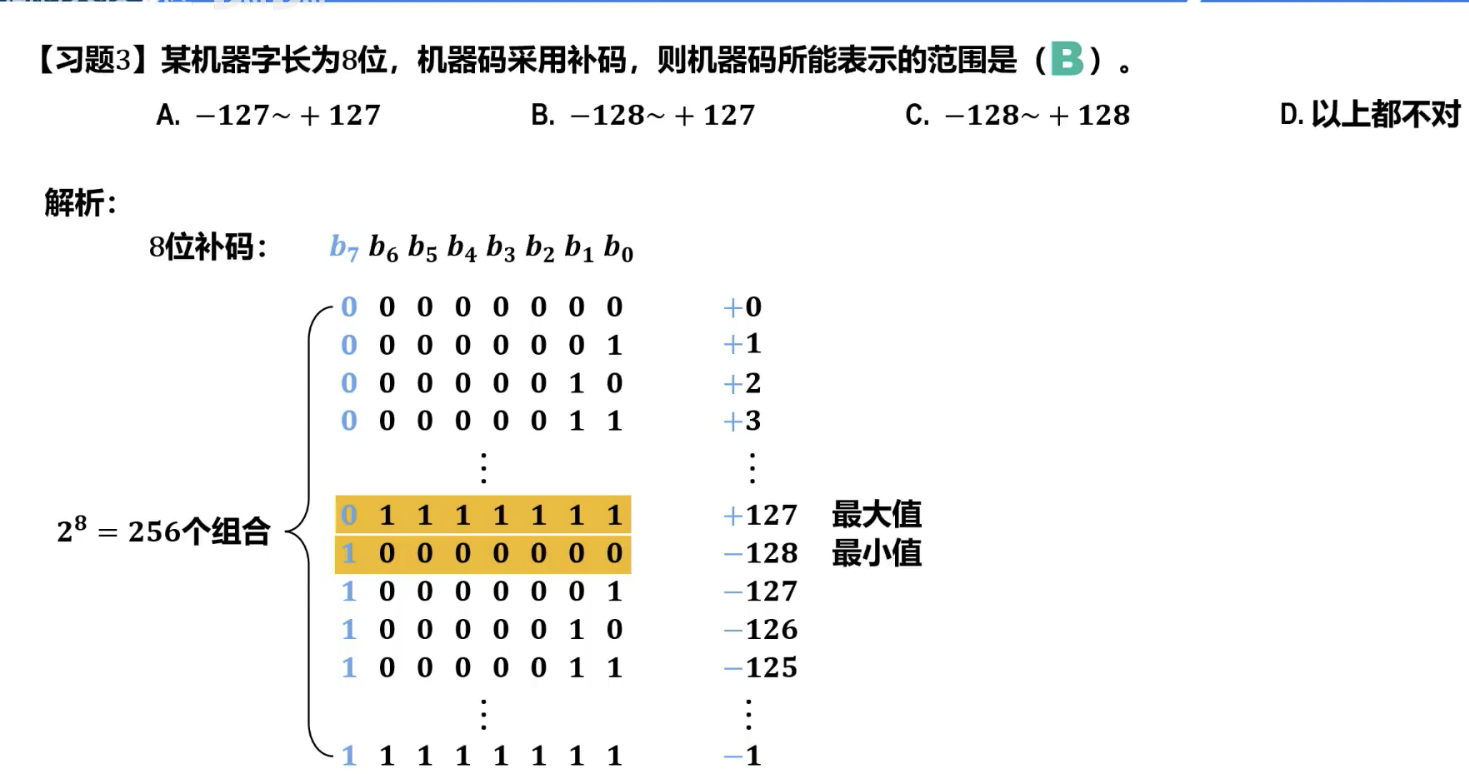 【习题3】某机器字长为8位，机器码采用补码，则机器码所能表示的范围是（B）。
A. −127~ + 127 B. −128~ + 127 C. −128~ + 128 D. 以上都不对
解析：
8位补码： b₇ b₆ b₅ b₄ b₃ b₂ b₁ b₀
0 0 0 0 0 0 0 0 +0
0 0 0 0 0 0 0 1 +1
0 0 0 0 0 0 1 0 +2
0 0 0 0 0 0 1 1 +3
⋮ ⋮
0 1 1 1 1 1 1 1 +127 最大值
2⁸ = 256个组合
1 0 0 0 0 0 0 0 −128 最小值
1 0 0 0 0 0 0 1 −127
1 0 0 0 0 0 1 0 −126
1 0 0 0 0 0 1 1 −125
⋮ ⋮
1 1 1 1 1 1 1 1 −1